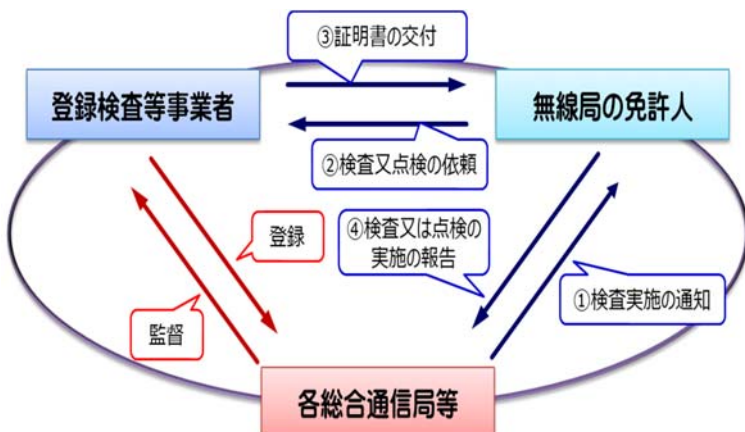 ③証明書の交付
登録検査等事業者
無線局の免許人
②検査又点検の依頼
登録
④検査又は点検の
実施の報告
①検査実施の通知
監督
各総合通信局等